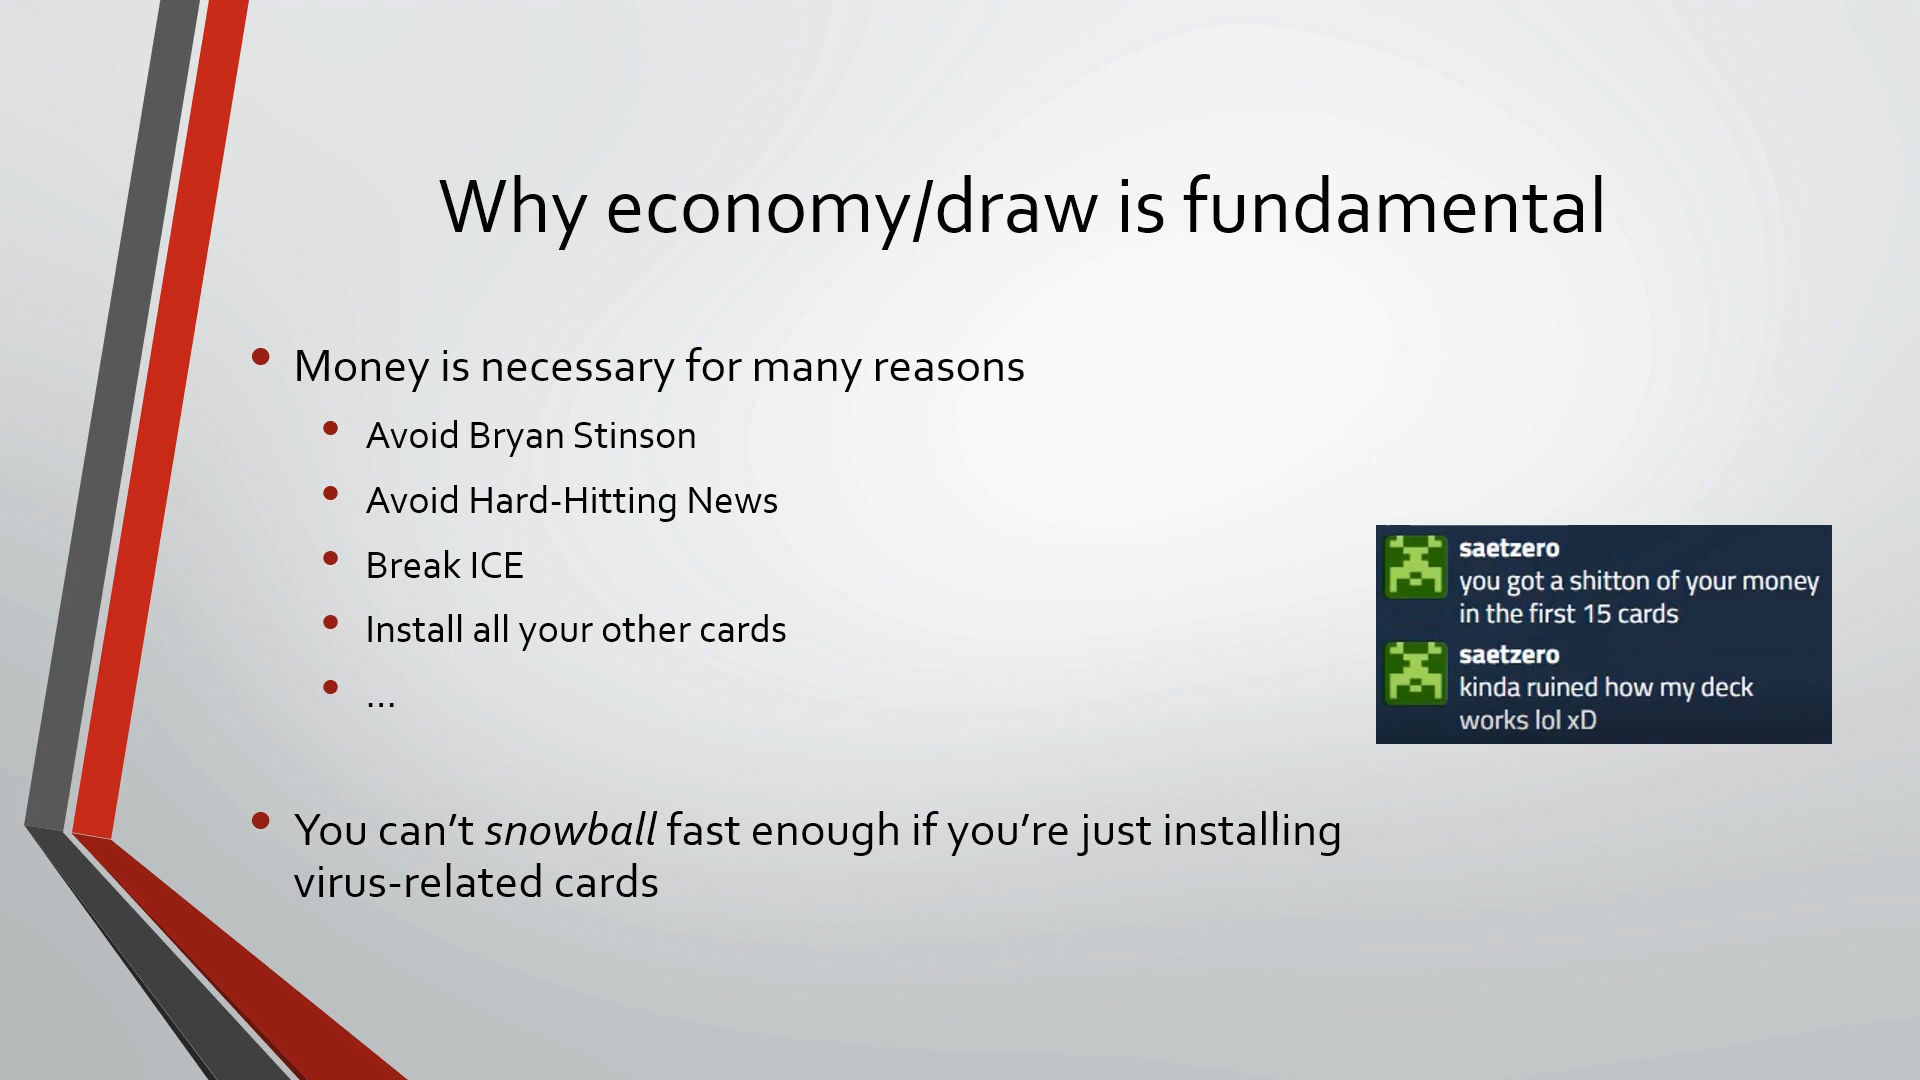 Why economy/draw is fundamental
• Money is necessary for many reasons
• Avoid Bryan Stinson
• Avoid Hard-Hitting News
• Break ICE
• Install all your other cards
• ...
• You can’t snowball fast enough if you’re just installing
virus-related cards
saetzero
you got a shitton of your money
in the first 15 cards
saetzero
kinda ruined how my deck
works lol xD